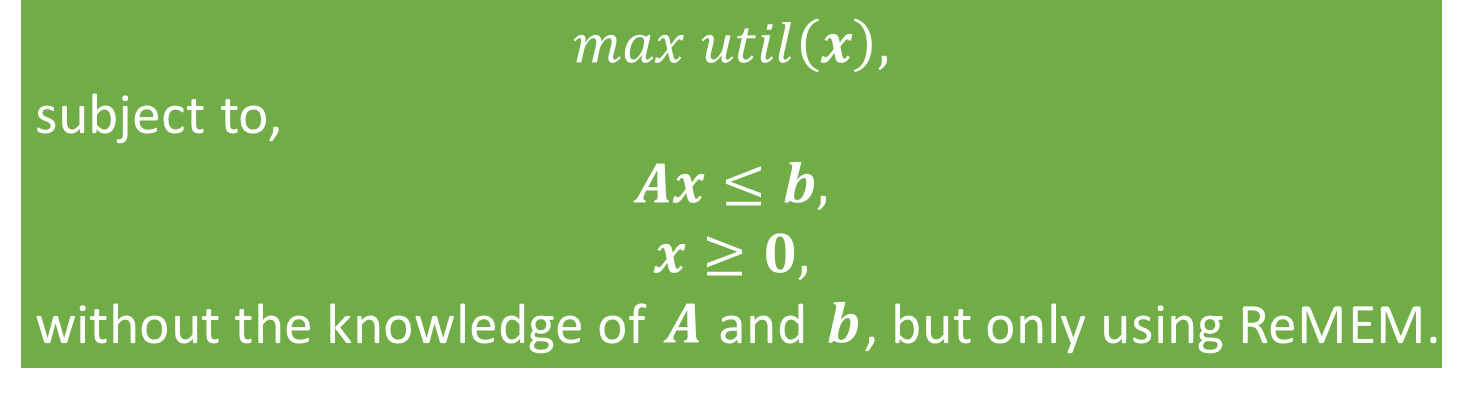 max util(x),
subject to,
Ax ≤ b,
x ≥ 0,
without the knowledge of A and b, but only using ReMEM.